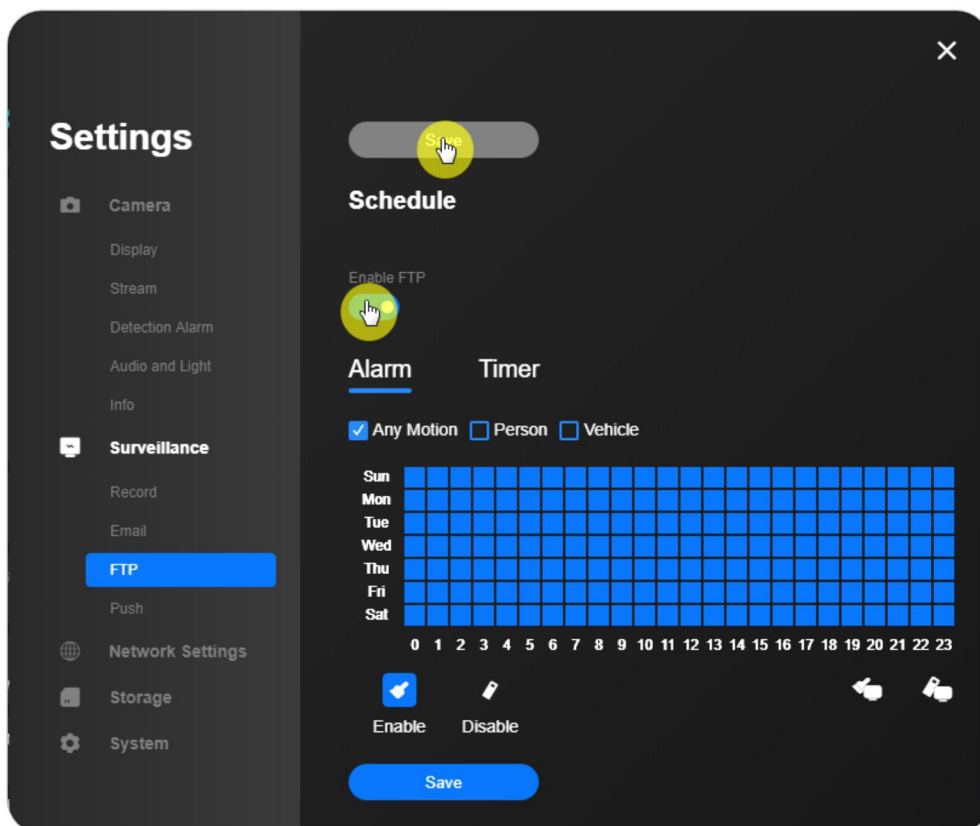 Settings
Camera
Display
Stream
Detection Alarm
Audio and Light
Info
Surveillance
Record
Email
FTP
Push
Network Settings
Storage
System
Save
Schedule
Enable FTP
Alarm Timer
Any Motion Person Vehicle
Sun
Mon
Tue
Wed
Thu
Fri
Sat
0 1 2 3 4 5 6 7 8 9 10 11 12 13 14 15 16 17 18 19 20 21 22 23
Enable Disable
Save